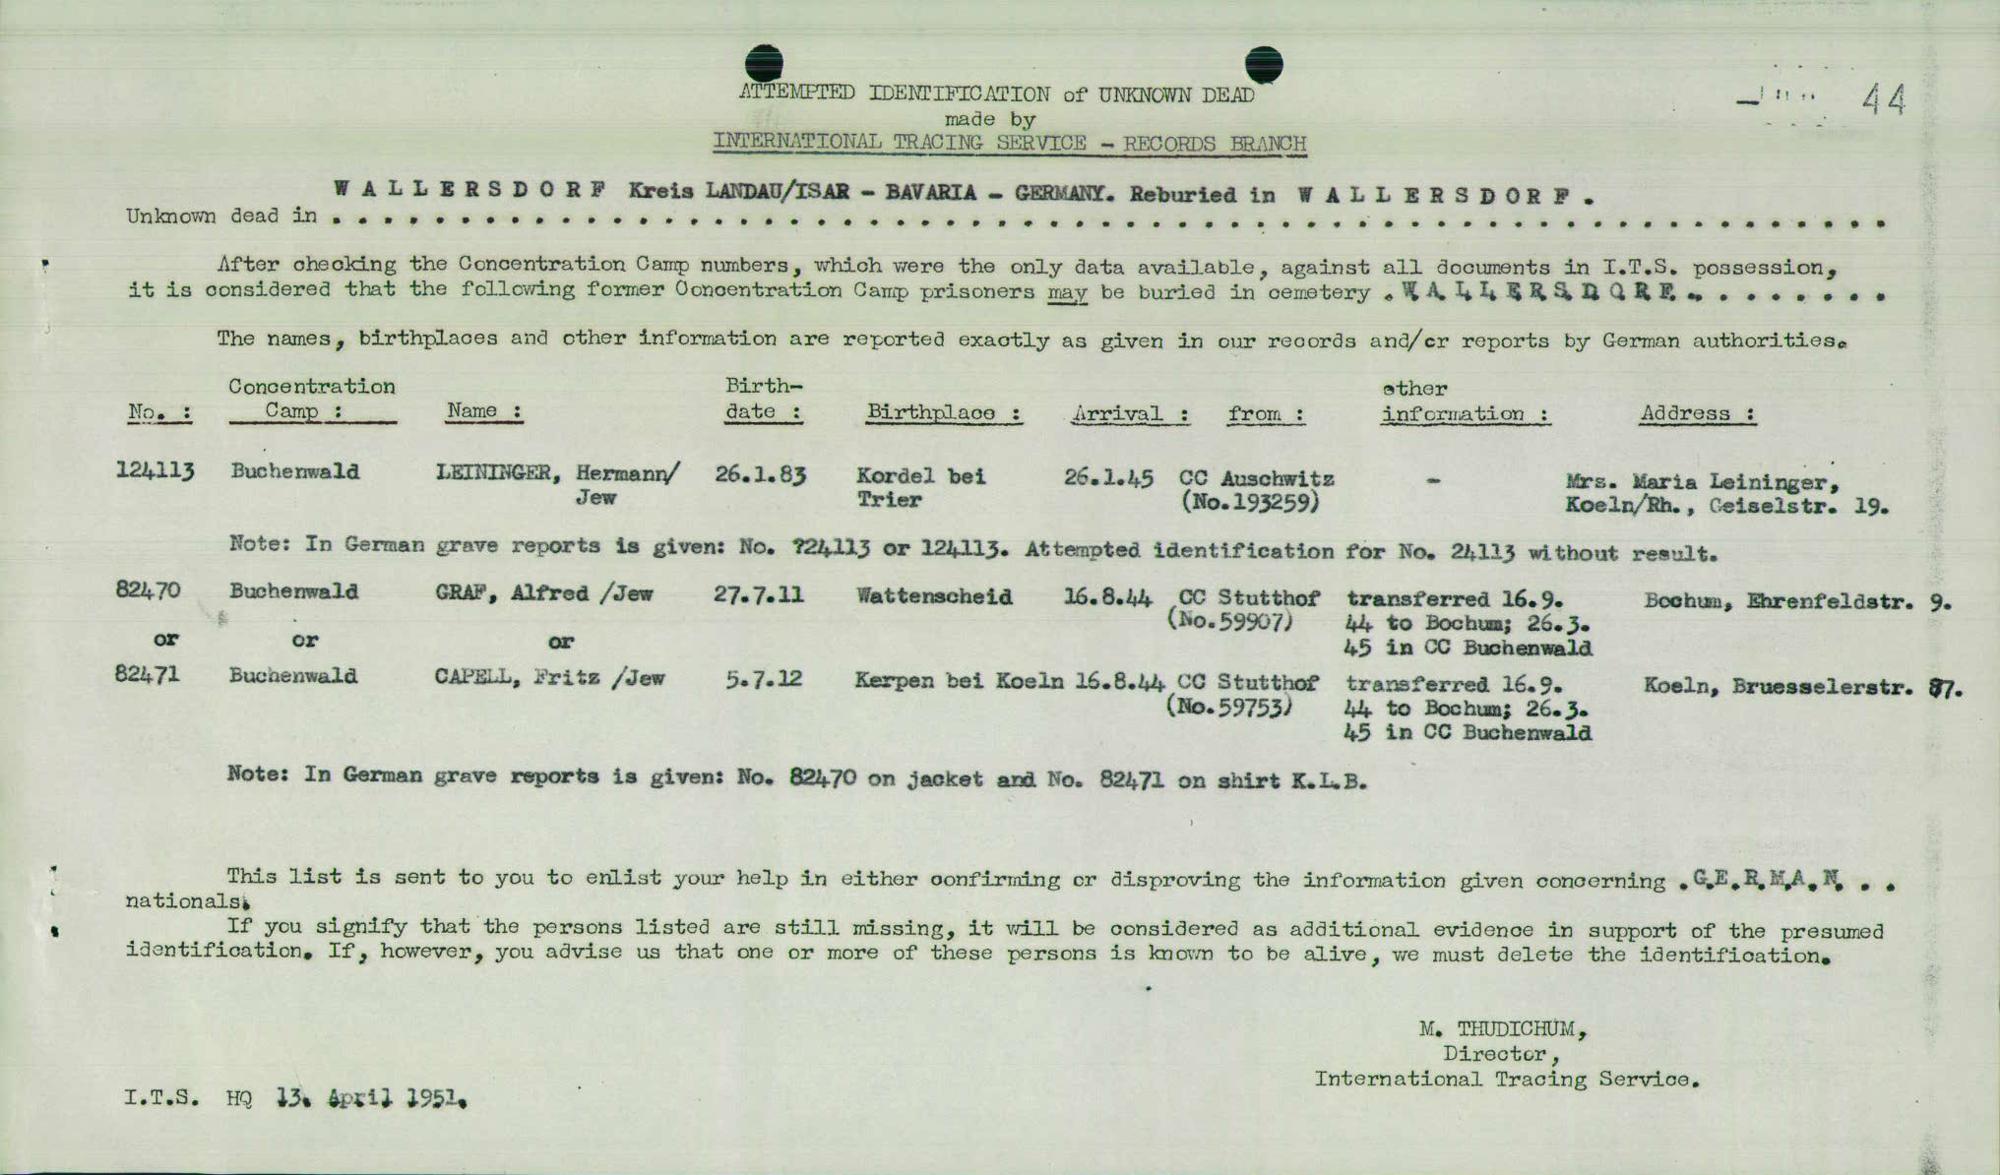 44
ATTEMPTED IDENTIFICATION of UNKNOWN DEAD
made by
INTERNATIONAL TRACING SERVICE - RECORDS BRANCH
W A L L E R S D O R F Kreis LANDAU/ISAR - BAVARIA - GERMANY. Reburied in W A L L E R S D O R F .
Unknown dead in . . . . . . . . . . . . . . . . . . . . . . . . . . . . . . . . . . . . . . . . . . . . . . . . . . . . . . . . . . . .
After checking the Concentration Camp numbers, which were the only data available, against all documents in I.T.S. possession,
it is considered that the following former Concentration Camp prisoners may be buried in cemetery . W A L L E R S D O R F. . . . . . . . .
The names, birthplaces and other information are reported exactly as given in our records and/or reports by German authorities.
Concentration Birth- other
No. : Camp : Name : date : Birthplace : Arrival : from : information : Address :
124113 Buchenwald LEININGER, Hermann/ 26.1.83 Kordel bei 26.1.45 CC Auschwitz - Mrs. Maria Leininger,
Jew Trier (No.193259) Koeln/Rh., Geiselstr. 19.
Note: In German grave reports is given: No. ?24113 or 124113. Attempted identification for No. 24113 without result.
82470 Buchenwald GRAF, Alfred /Jew 27.7.11 Wattenscheid 16.8.44 CC Stutthof transferred 16.9. Bochum, Ehrenfeldstr. 9.
(No.59907) 44 to Bochum; 26.3.
or or or 45 in CC Buchenwald
82471 Buchenwald CAPELL, Fritz /Jew 5.7.12 Kerpen bei Koeln 16.8.44 CC Stutthof transferred 16.9. Koeln, Bruesselerstr. 87.
(No.59753) 44 to Bochum; 26.3.
45 in CC Buchenwald
Note: In German grave reports is given: No. 82470 on jacket and No. 82471 on shirt K.L.B.
This list is sent to you to enlist your help in either confirming or disproving the information given concerning .G.E.R.M.A.N. . .
nationals.
If you signify that the persons listed are still missing, it will be considered as additional evidence in support of the presumed
identification. If, however, you advise us that one or more of these persons is known to be alive, we must delete the identification.
M. THUDICHUM,
Director,
International Tracing Service.
I.T.S. HQ 13. April 1951.